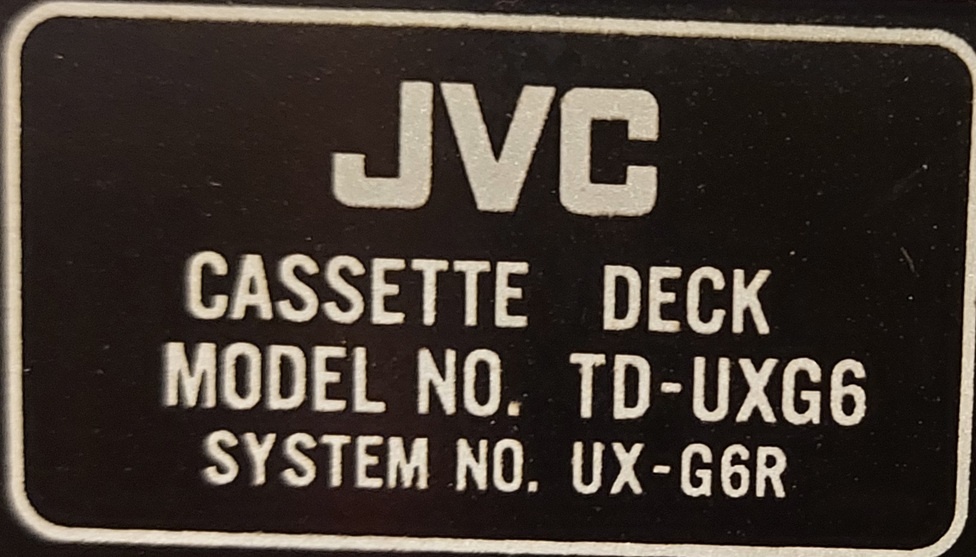 JVC
CASSETTE DECK
MODEL NO. TD-UXG6
SYSTEM NO. UX-G6R